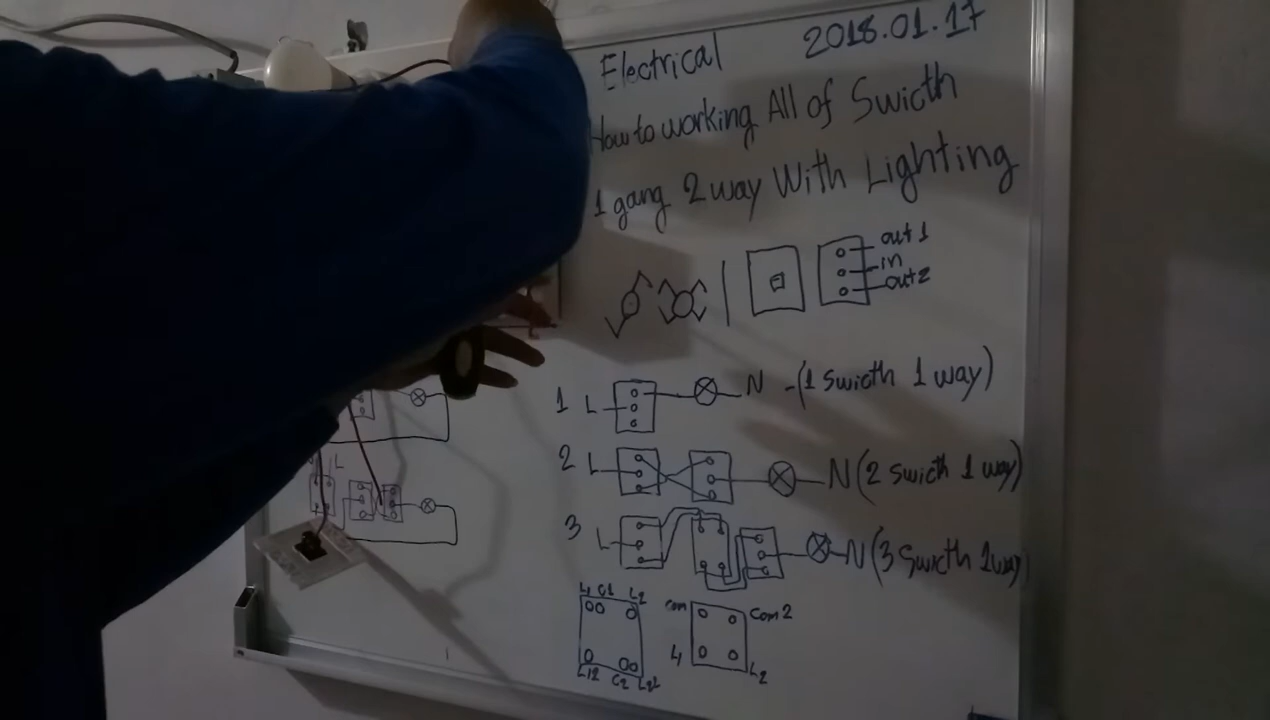 Electrical 2018.01.17
How to working All of Swicth
1 gang 2 way With Lighting
out 1
in
out 2
1 L N -(1 swicth 1 way)
2 L N (2 swicth 1 way)
3 L N (3 swicth 1 way)
L1 C1 L2
com Com 2
L12 C2 L22
L1 L2
L